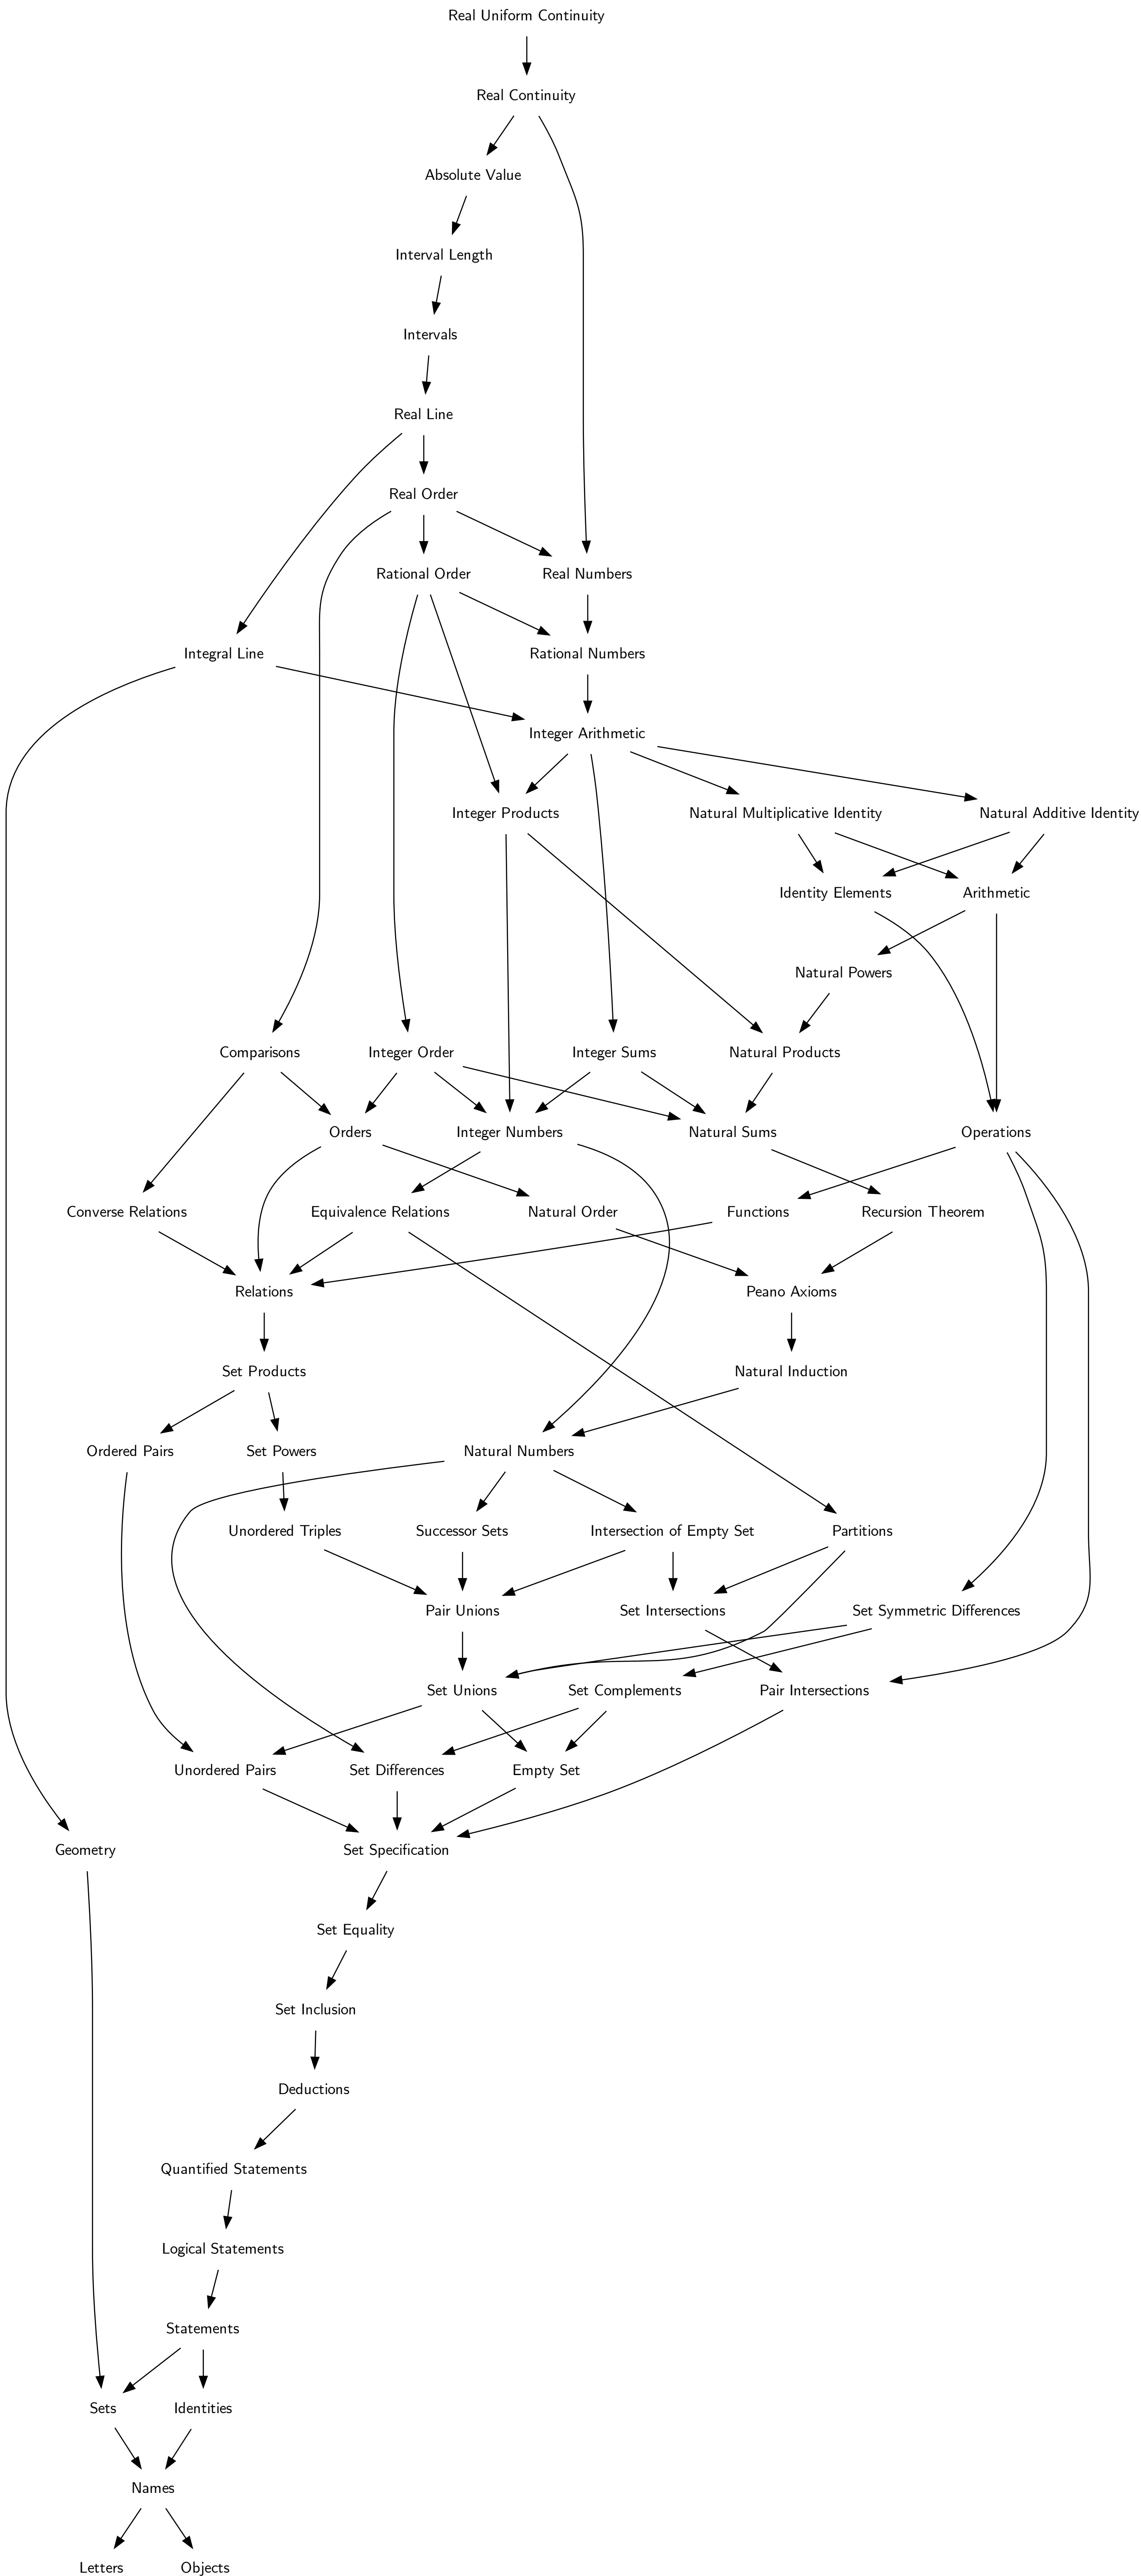 Real Uniform Continuity
Real Continuity
Absolute Value
Interval Length
Intervals
Real Line
Real Order
Rational Order
Real Numbers
Integral Line
Rational Numbers
Integer Arithmetic
Integer Products
Natural Multiplicative Identity
Natural Additive Identity
Identity Elements
Arithmetic
Natural Powers
Comparisons
Integer Order
Integer Sums
Natural Products
Orders
Integer Numbers
Natural Sums
Operations
Converse Relations
Equivalence Relations
Natural Order
Functions
Recursion Theorem
Relations
Peano Axioms
Set Products
Natural Induction
Ordered Pairs
Set Powers
Natural Numbers
Unordered Triples
Successor Sets
Intersection of Empty Set
Partitions
Pair Unions
Set Intersections
Set Symmetric Differences
Set Unions
Set Complements
Pair Intersections
Unordered Pairs
Set Differences
Empty Set
Geometry
Set Specification
Set Equality
Set Inclusion
Deductions
Quantified Statements
Logical Statements
Statements
Sets
Identities
Names
Letters
Objects